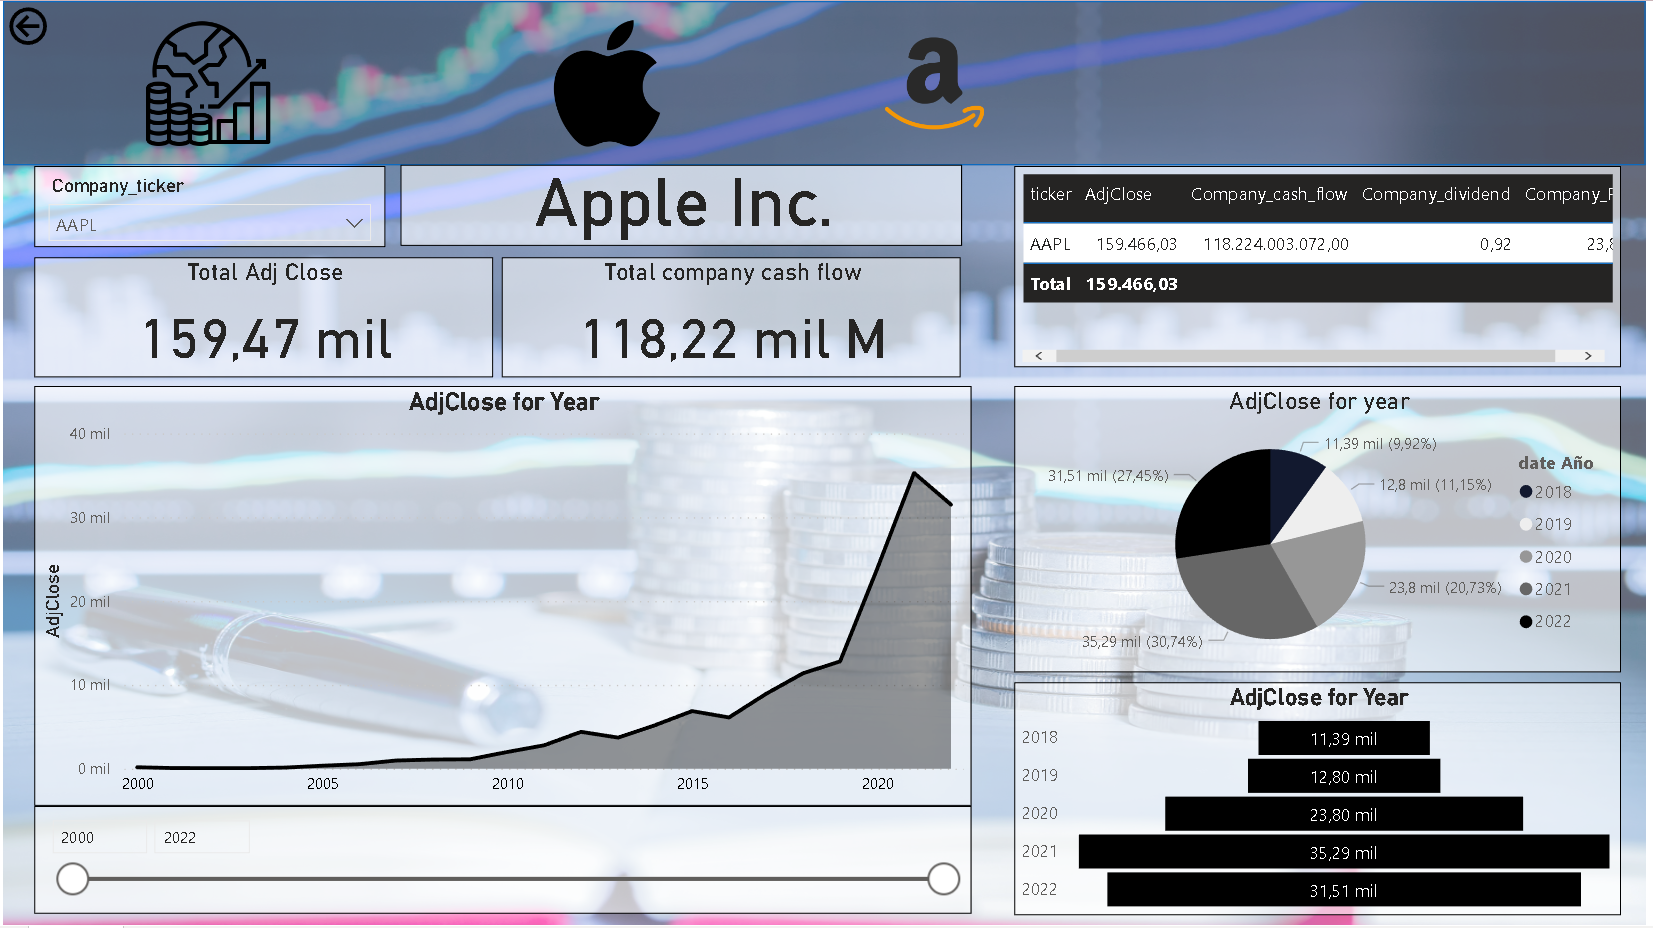 Company_ticker
AAPL
Apple Inc.
Total Adj Close
159,47 mil
Total company cash flow
118,22 mil M
ticker AdjClose Company_cash_flow Company_dividend
AAPL 159.466,03 118.224.003.072,00 0,92
Total 159.466,03
AdjClose for Year
AdjClose
40 mil
30 mil
20 mil
10 mil
0 mil
2000 2005 2010 2015 2020
2000 2022
AdjClose for year
11,39 mil (9,92%)
12,8 mil (11,15%)
23,8 mil (20,73%)
35,29 mil (30,74%)
31,51 mil (27,45%)
date Año
2018
2019
2020
2021
2022
AdjClose for Year
2018 11,39 mil
2019 12,80 mil
2020 23,80 mil
2021 35,29 mil
2022 31,51 mil